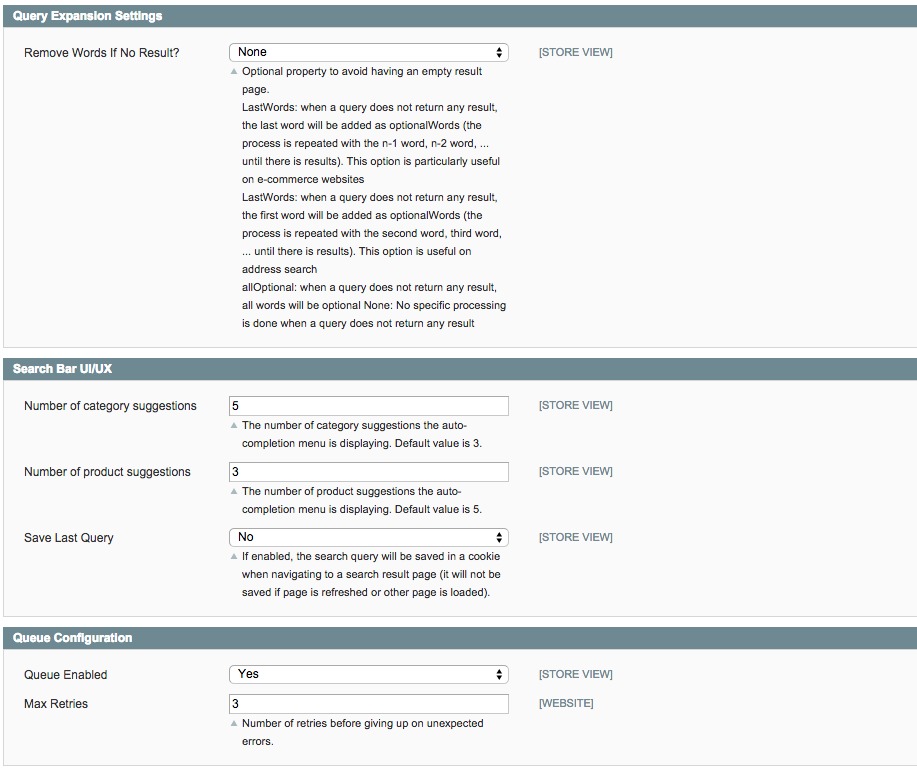 Query Expansion Settings
Remove Words If No Result? None [STORE VIEW]
Optional property to avoid having an empty result
page.
LastWords: when a query does not return any result,
the last word will be added as optionalWords (the
process is repeated with the n-1 word, n-2 word, ...
until there is results). This option is particularly useful
on e-commerce websites
LastWords: when a query does not return any result,
the first word will be added as optionalWords (the
process is repeated with the second word, third word,
... until there is results). This option is useful on
address search
allOptional: when a query does not return any result,
all words will be optional None: No specific processing
is done when a query does not return any result
Search Bar UI/UX
Number of category suggestions 5 [STORE VIEW]
The number of category suggestions the auto-
completion menu is displaying. Default value is 3.
Number of product suggestions 3 [STORE VIEW]
The number of product suggestions the auto-
completion menu is displaying. Default value is 5.
Save Last Query No [STORE VIEW]
If enabled, the search query will be saved in a cookie
when navigating to a search result page (it will not be
saved if page is refreshed or other page is loaded).
Queue Configuration
Queue Enabled Yes [STORE VIEW]
Max Retries 3 [WEBSITE]
Number of retries before giving up on unexpected
errors.